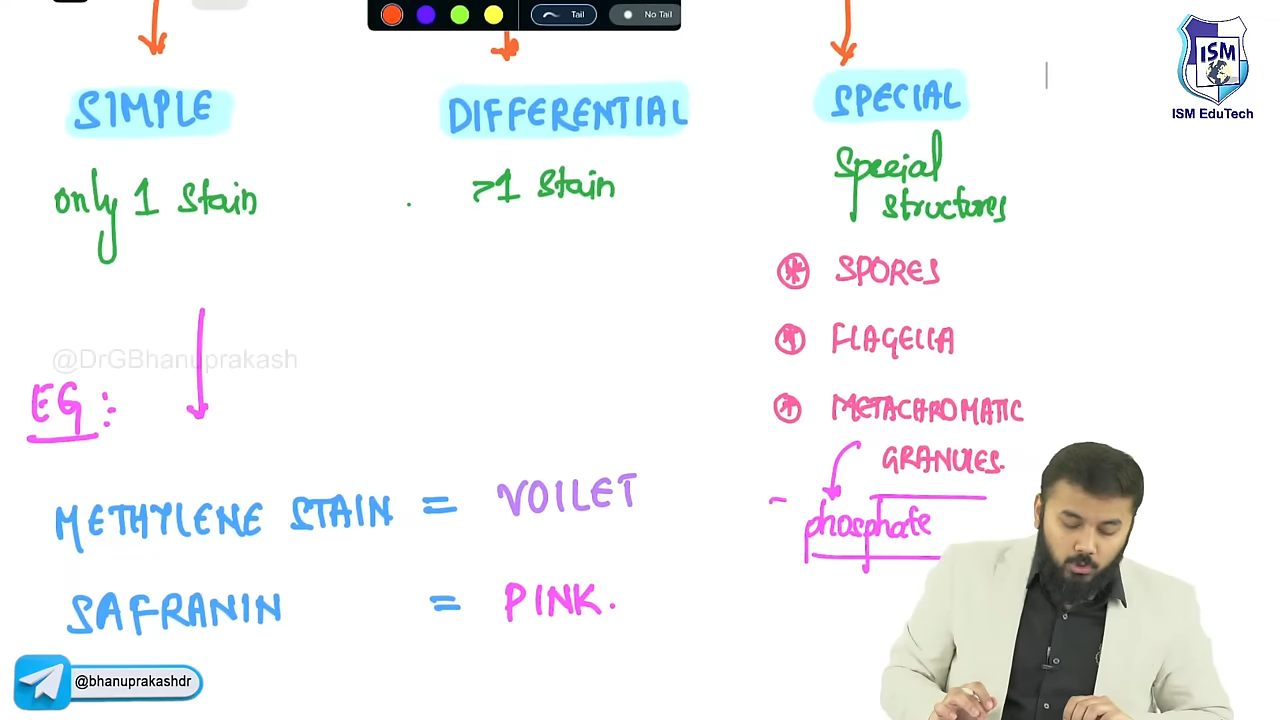 Tail
No Tail
ISM
ISM EduTech
SIMPLE
DIFFERENTIAL
SPECIAL
only 1 stain
>1 stain
Special
structures
SPORES
FLAGELLA
METACHROMATIC
GRANULES.
phosphate
@DrGBhanuprakash
EG:
METHYLENE STAIN = VOILET
SAFRANIN = PINK.
@bhanuprakashdr